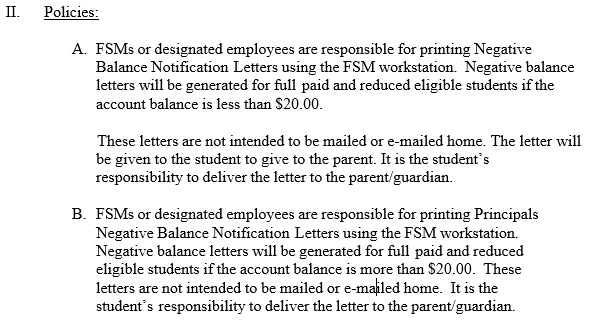 II. Policies:
A. FSMs or designated employees are responsible for printing Negative
Balance Notification Letters using the FSM workstation. Negative balance
letters will be generated for full paid and reduced eligible students if the
account balance is less than $20.00.
These letters are not intended to be mailed or e-mailed home. The letter will
be given to the student to give to the parent. It is the student's
responsibility to deliver the letter to the parent/guardian.
B. FSMs or designated employees are responsible for printing Principals
Negative Balance Notification Letters using the FSM workstation.
Negative balance letters will be generated for full paid and reduced
eligible students if the account balance is more than $20.00. These
letters are not intended to be mailed or e-mailed home. It is the
student's responsibility to deliver the letter to the parent/guardian.